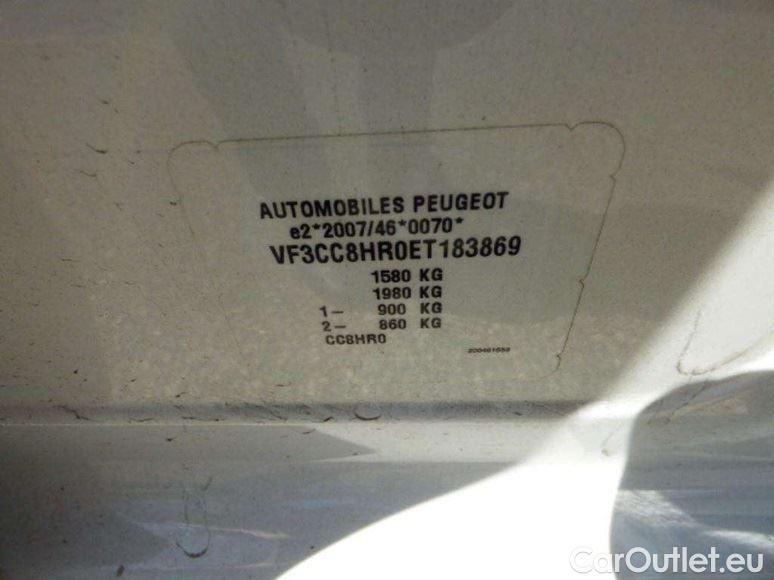 AUTOMOBILES PEUGEOT
e2*2007/46*0070*
VF3CC8HR0ET183869
1580 KG
1980 KG
1- 900 KG
2- 860 KG
CC8HR0
CarOutlet.eu